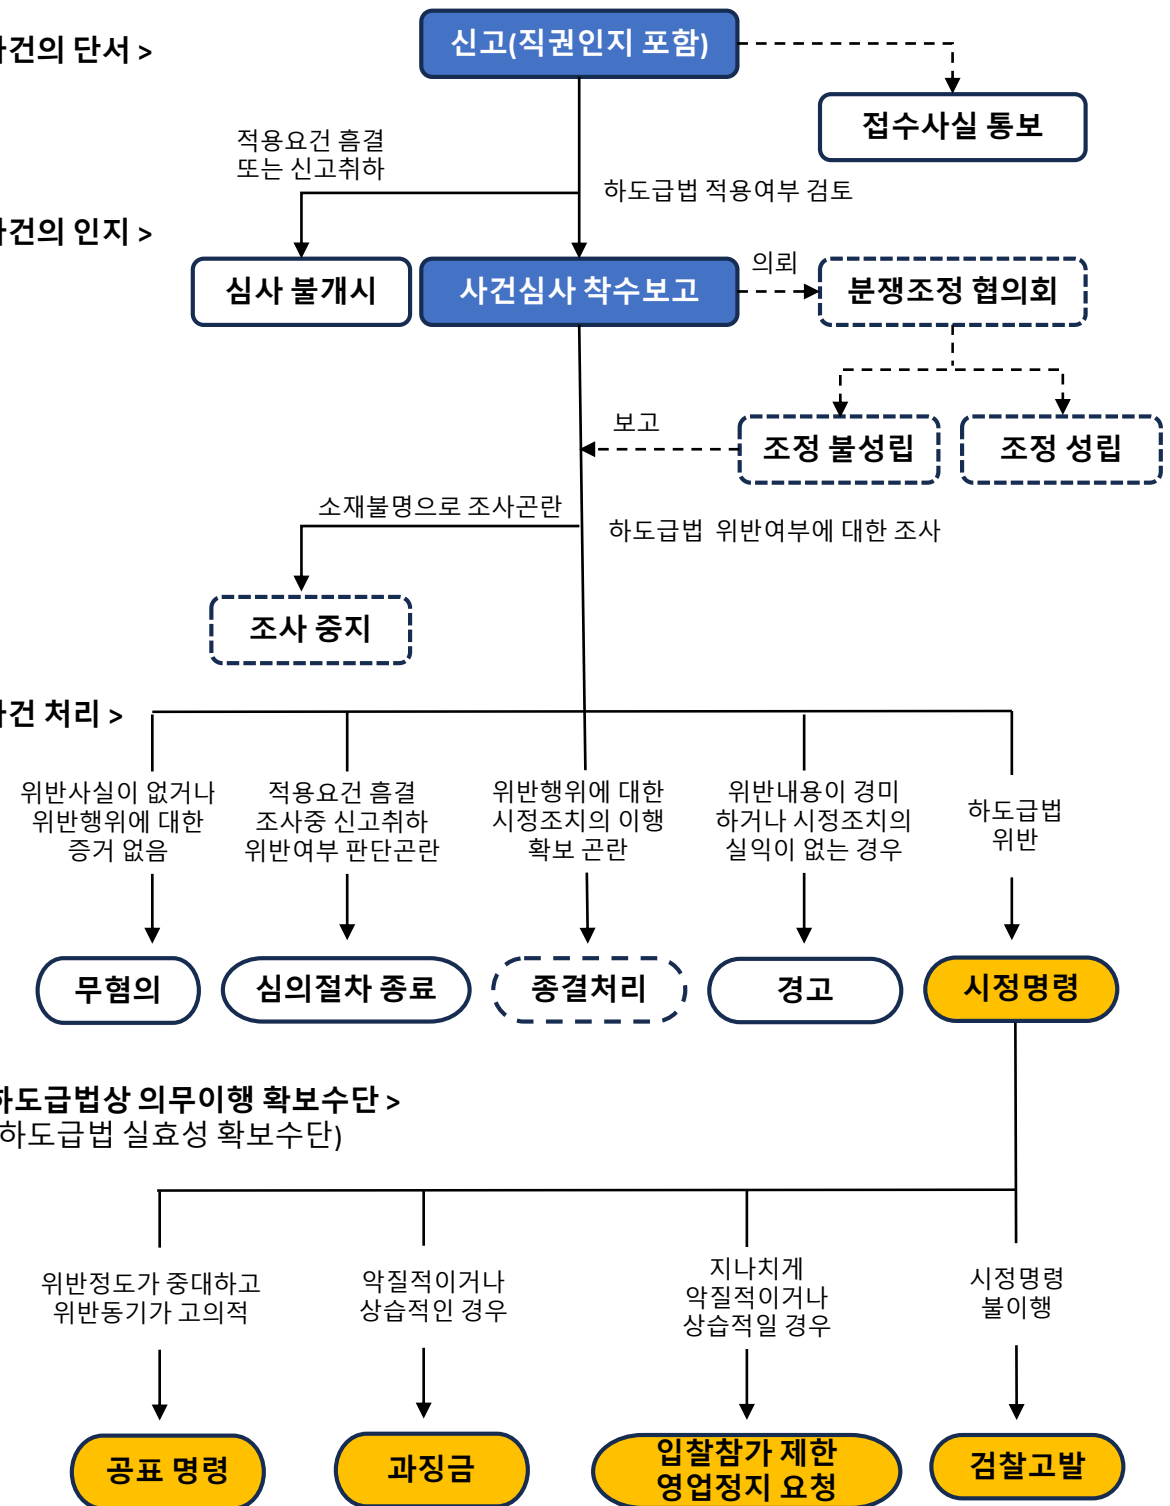 사건의 단서 >
신고(직권인지 포함)
접수사실 통보
적용요건 흠결
또는 신고취하
하도급법 적용여부 검토
사건의 인지 >
심사 불개시
사건심사 착수보고
의뢰
분쟁조정 협의회
보고
조정 불성립
조정 성립
소재불명으로 조사곤란
하도급법 위반여부에 대한 조사
조사 중지
사건 처리 >
위반사실이 없거나
위반행위에 대한
증거 없음
적용요건 흠결
조사중 신고취하
위반여부 판단곤란
위반행위에 대한
시정조치의 이행
확보 곤란
위반내용이 경미
하거나 시정조치의
실익이 없는 경우
하도급법
위반
무혐의
심의절차 종료
종결처리
경고
시정명령
하도급법상 의무이행 확보수단 >
하도급법 실효성 확보수단)
위반정도가 중대하고
위반동기가 고의적
악질적이거나
상습적인 경우
지나치게
악질적이거나
상습적일 경우
시정명령
불이행
공표 명령
과징금
입찰참가 제한
영업정지 요청
검찰고발